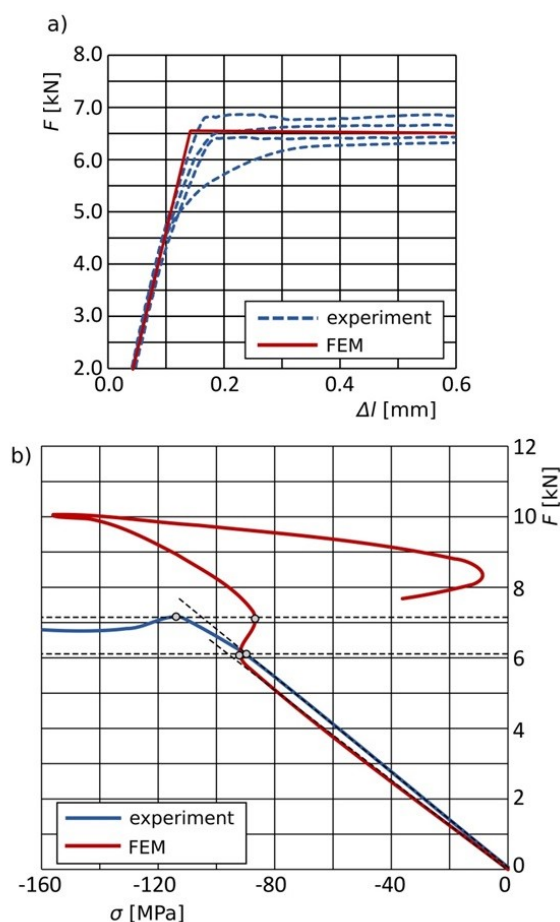 a)
F [kN]
8.0
7.0
6.0
5.0
4.0
3.0
2.0
experiment
FEM
0.0 0.2 0.4 0.6
Δl [mm]
b)
12
F [kN]
10
8
6
4
2
0
experiment
FEM
-160 -120 -80 -40 0
σ [MPa]